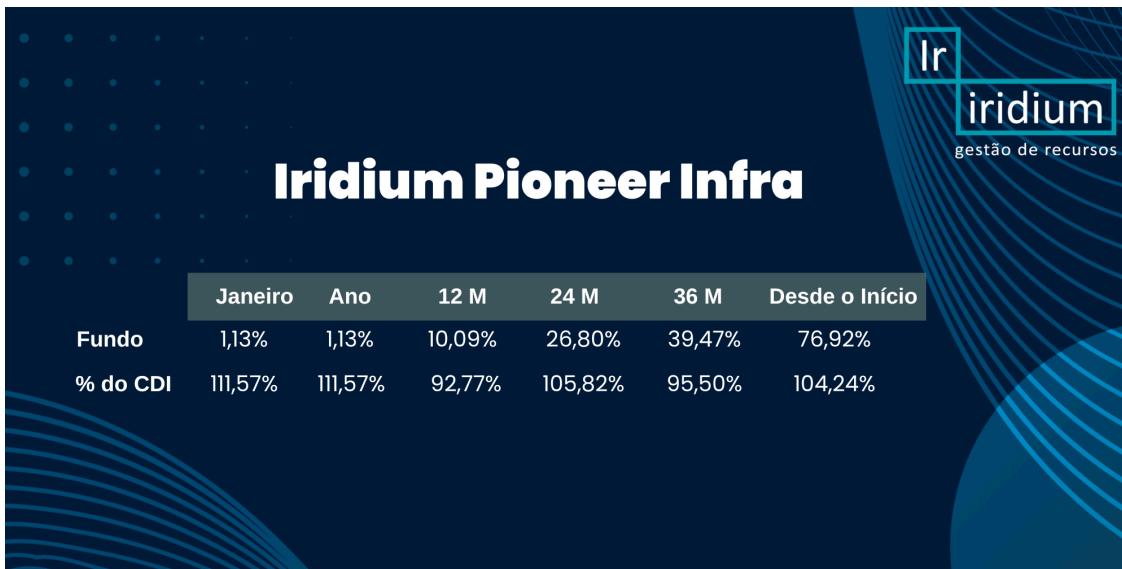 Ir
iridium
gestão de recursos
Iridium Pioneer Infra
Janeiro Ano 12 M 24 M 36 M Desde o Início
Fundo 1,13% 1,13% 10,09% 26,80% 39,47% 76,92%
% do CDI 111,57% 111,57% 92,77% 105,82% 95,50% 104,24%